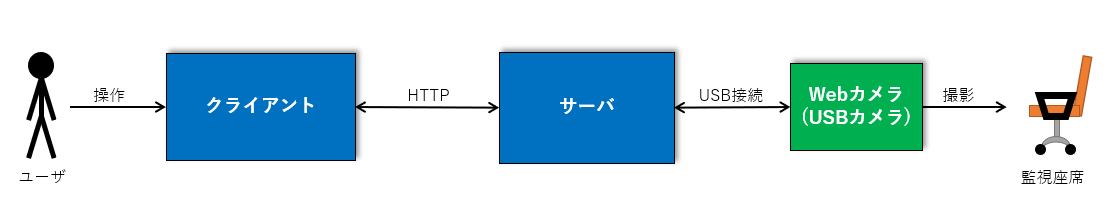 操作
クライアント
HTTP
サーバ
USB接続
Webカメラ
（USBカメラ）
撮影
ユーザ
監視座席